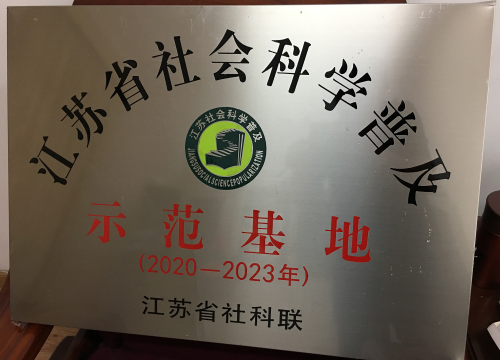 江苏省社会科学普及
江苏社会科学普及
JIANGSUSOCIALSCIENCEPOPULARIZATION
示范基地
(2020—2023年)
江苏省社科联